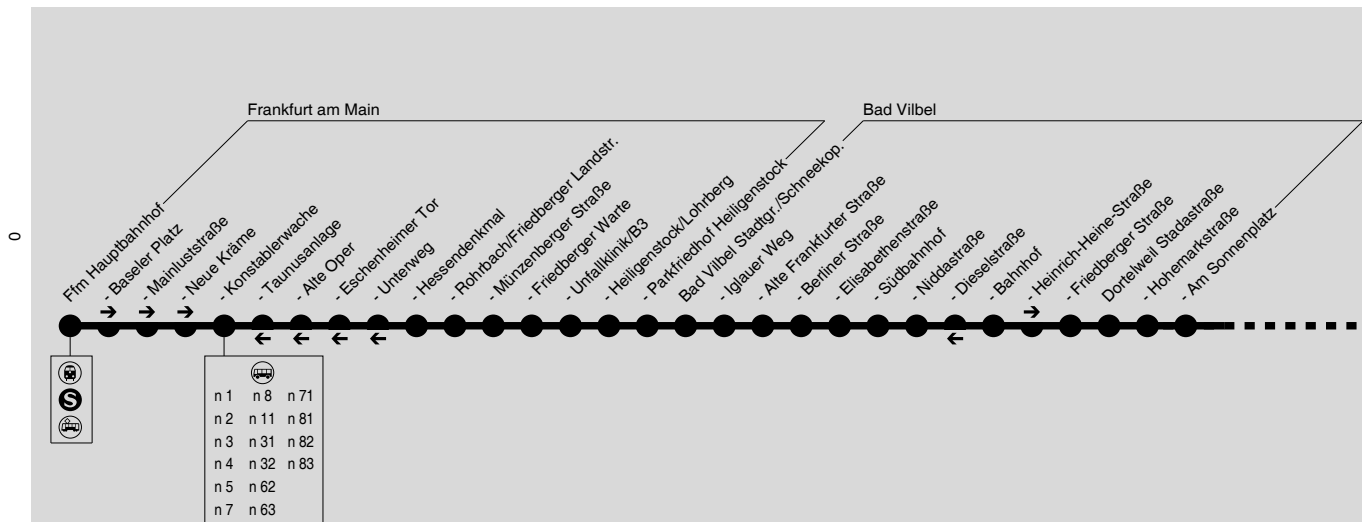 0
Frankfurt am Main
Bad Vilbel
Ffm Hauptbahnhof
- Baseler Platz
- Mainluststraße
- Neue Kräme
- Konstablerwache
- Taunusanlage
- Alte Oper
- Eschenheimer Tor
- Unterweg
- Hessendenkmal
- Rohrbach/Friedberger Landstr.
- Münzenberger Straße
- Friedberger Warte
- Unfallklinik/B3
- Heiligenstock/Lohrberg
- Parkfriedhof Heiligenstock
Bad Vilbel Stadtgr./Schneekop.
- Iglauer Weg
- Alte Frankfurter Straße
- Berliner Straße
- Elisabethenstraße
- Südbahnhof
- Niddastraße
- Dieselstraße
- Bahnhof
- Heinrich-Heine-Straße
- Friedberger Straße
Dortelweil Stadastraße
- Hohemarkstraße
- Am Sonnenplatz
S
n 1 n 8 n 71
n 2 n 11 n 81
n 3 n 31 n 82
n 4 n 32 n 83
n 5 n 62
n 7 n 63